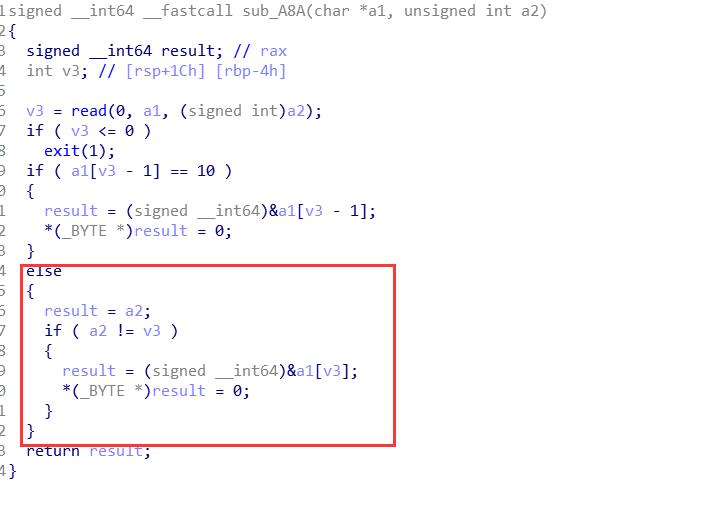 1signed __int64 __fastcall sub_A8A(char *a1, unsigned int a2)
2{
3  signed __int64 result; // rax
4  int v3; // [rsp+1Ch] [rbp-4h]
5
6  v3 = read(0, a1, (signed int)a2);
7  if ( v3 <= 0 )
8    exit(1);
9  if ( a1[v3 - 1] == 10 )
0  {
1    result = (signed __int64)&a1[v3 - 1];
2    *(_BYTE *)result = 0;
3  }
4  else
5  {
6    result = a2;
7    if ( a2 != v3 )
8    {
9      result = (signed __int64)&a1[v3];
0      *(_BYTE *)result = 0;
1    }
2  }
3  return result;
4}